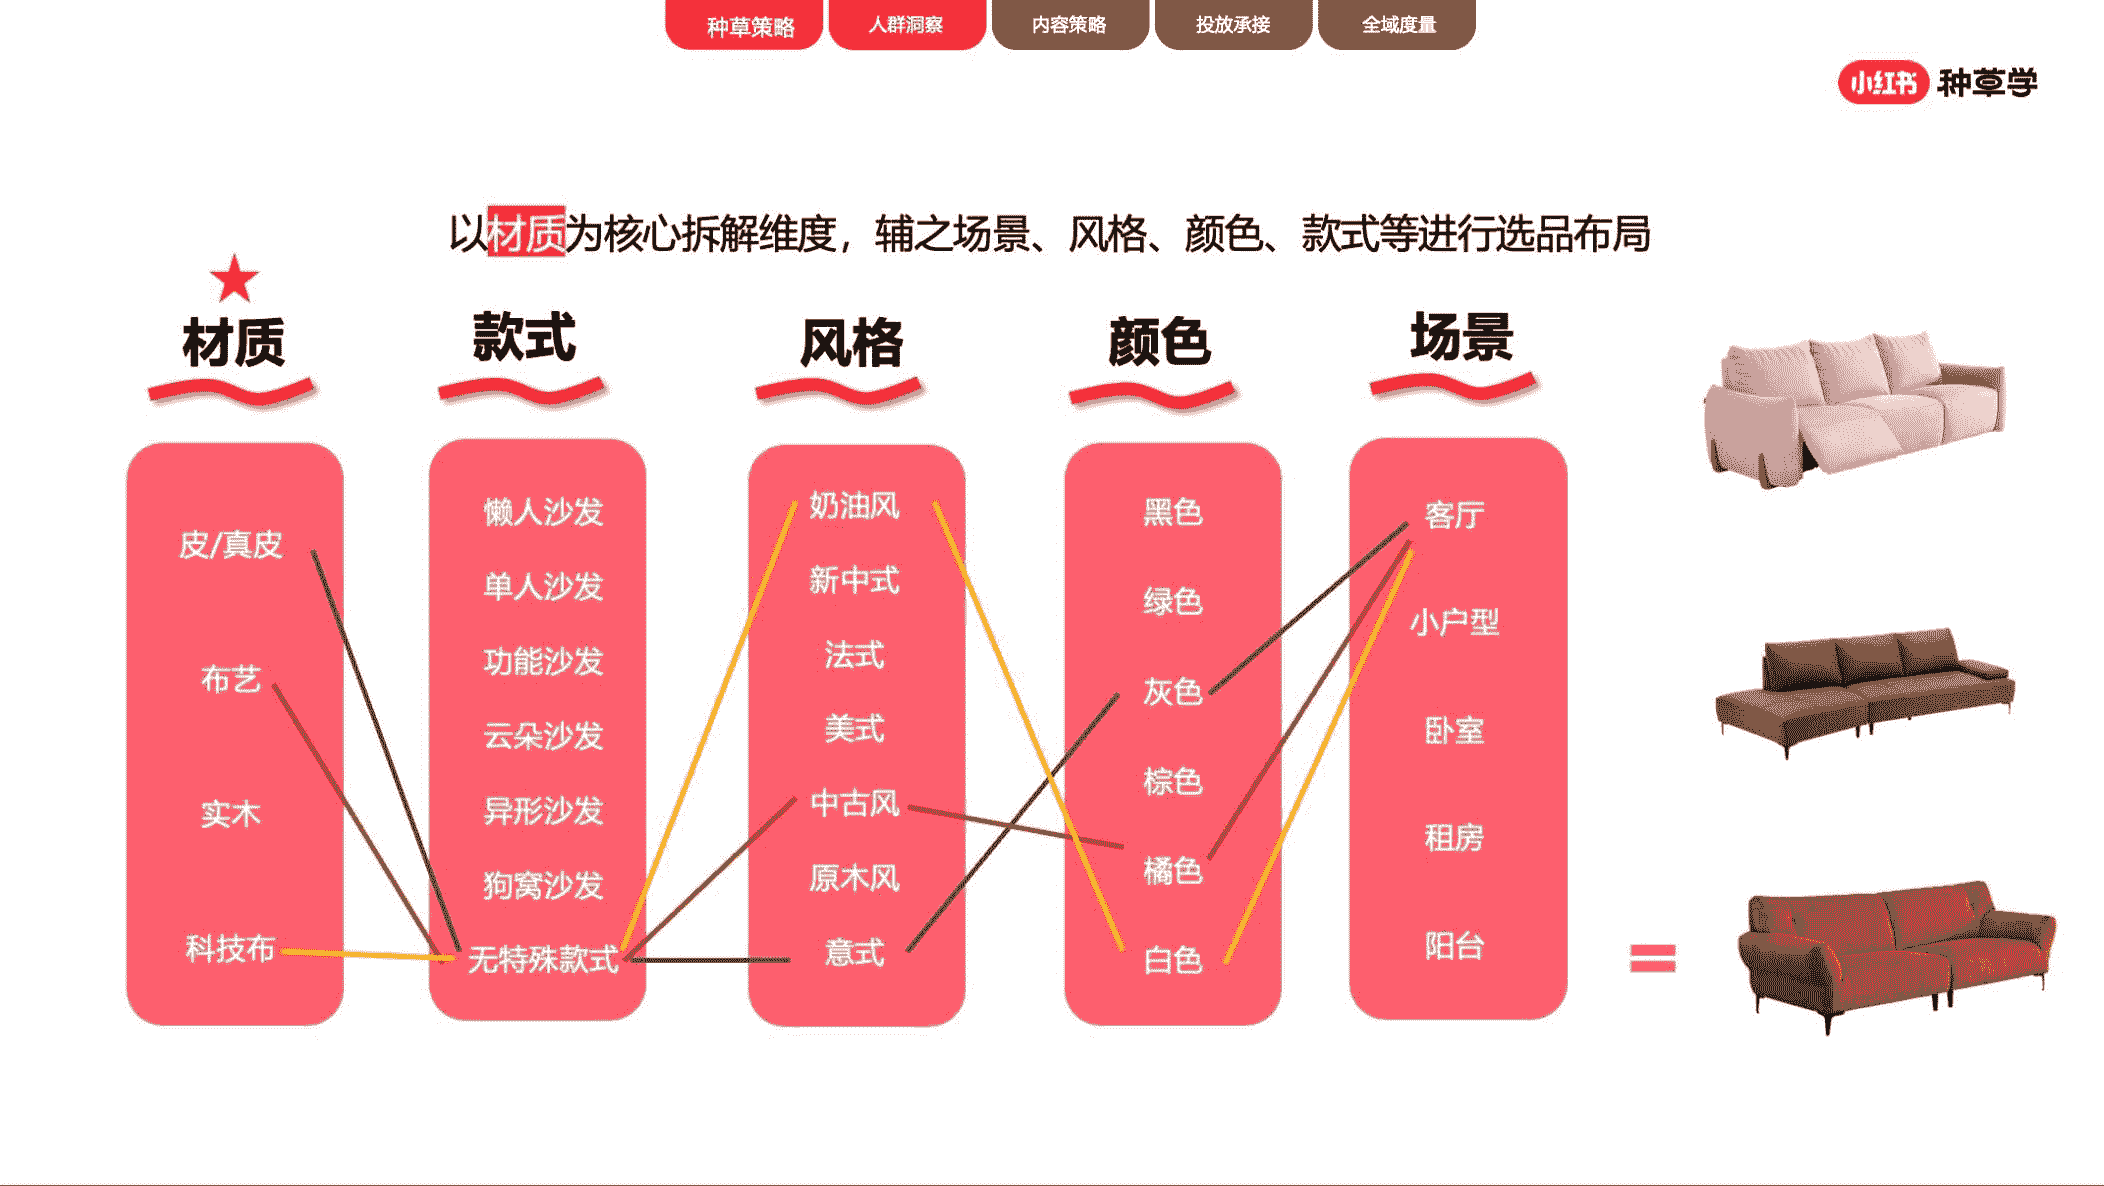 种草策略
人群洞察
内容策略
投放承接
全域度量
小红书 种草学
以材质为核心拆解维度，辅之场景、风格、颜色、款式等进行选品布局
材质
皮/真皮
布艺
实木
科技布
款式
懒人沙发
单人沙发
功能沙发
云朵沙发
异形沙发
狗窝沙发
无特殊款式
风格
奶油风
新中式
法式
美式
中古风
原木风
意式
颜色
黑色
绿色
灰色
棕色
橘色
白色
场景
客厅
小户型
卧室
租房
阳台
=